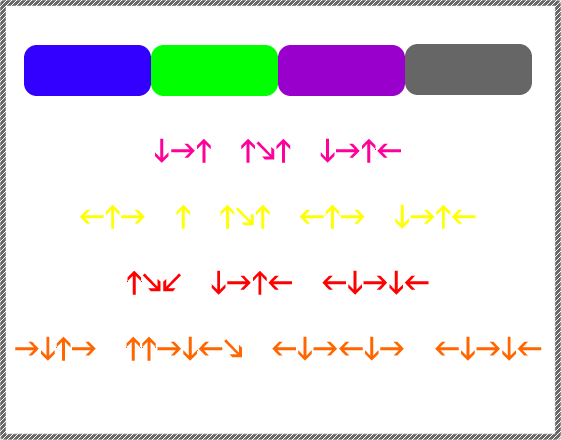 ↓→↑ ↑↘↑ ↓→↑←
←↑→ ↑ ↑↘↑ ←↑→ ↓→↑←
↑↘↙ ↓→↑← ←↓→↓←
→↓↑→ ↑↑→↓←↘ ←↓→←↓→ ←↓→↓←